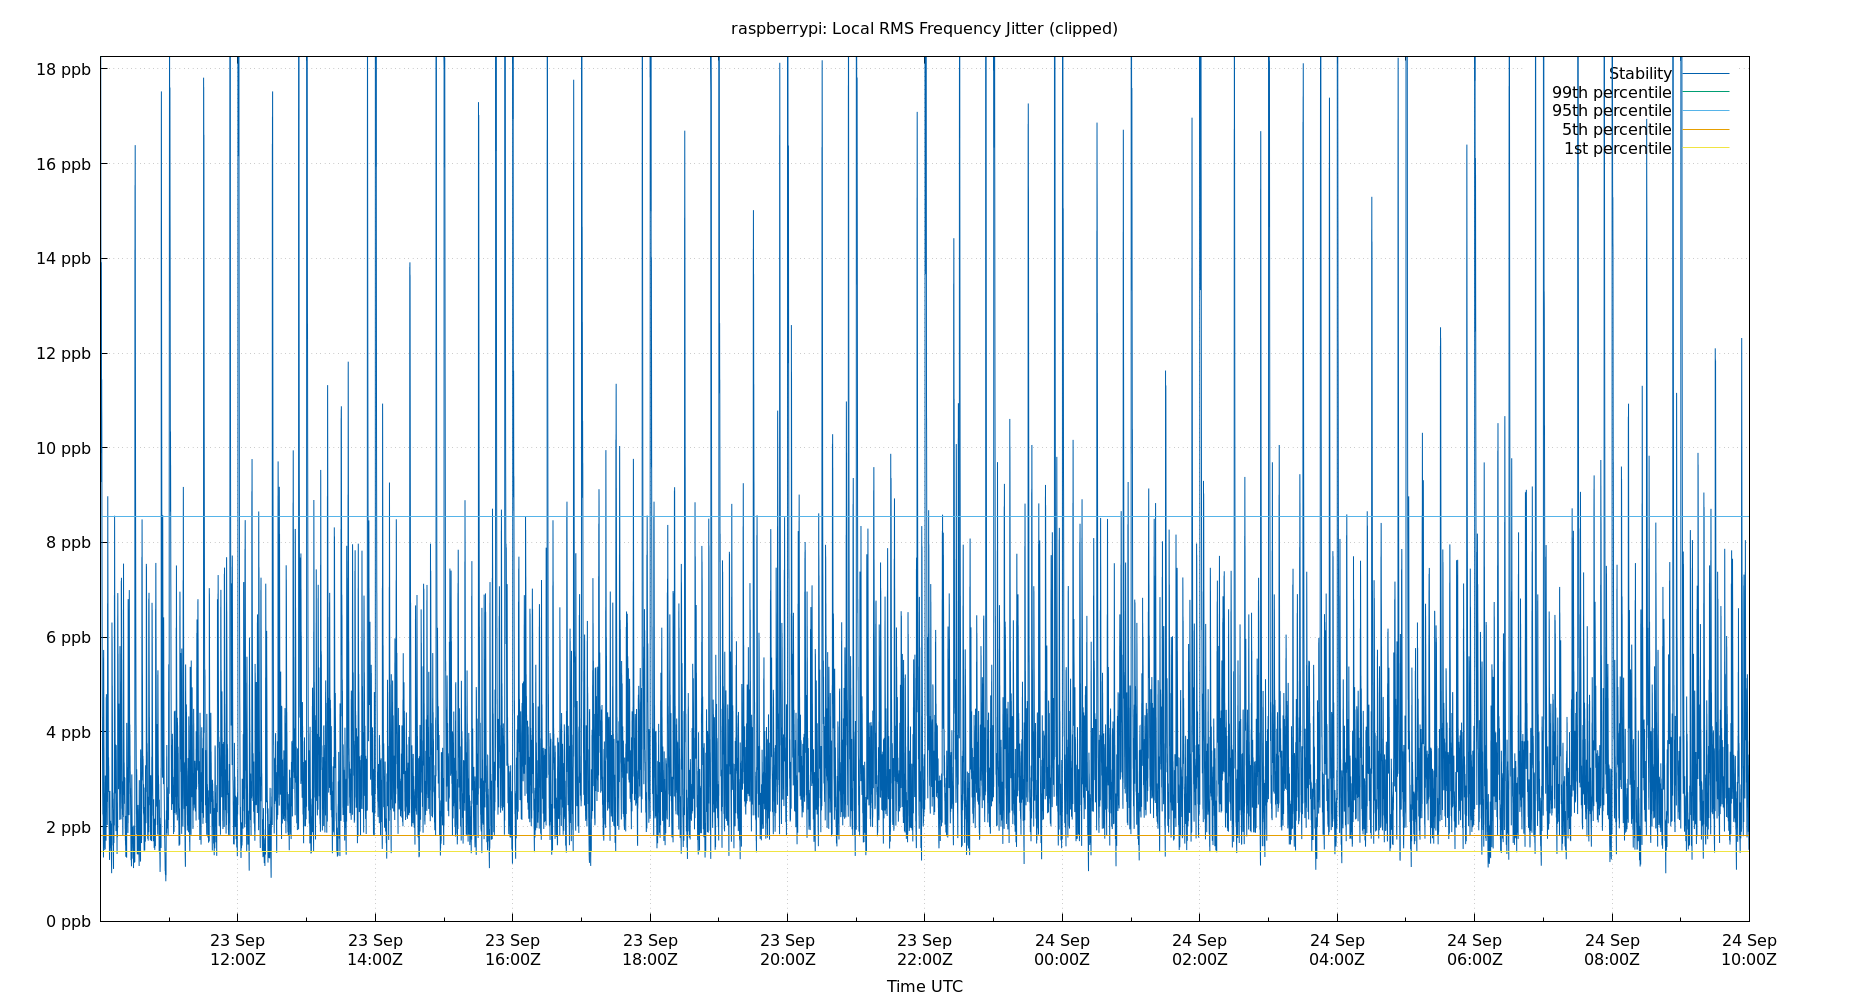 raspberrypi: Local RMS Frequency Jitter (clipped)
18 ppb
16 ppb
14 ppb
12 ppb
10 ppb
8 ppb
6 ppb
4 ppb
2 ppb
0 ppb
Stability
99th percentile
95th percentile
5th percentile
1st percentile
23 Sep 23 Sep 23 Sep 23 Sep 23 Sep 23 Sep 24 Sep 24 Sep 24 Sep 24 Sep 24 Sep 24 Sep
12:00Z 14:00Z 16:00Z 18:00Z 20:00Z 22:00Z 00:00Z 02:00Z 04:00Z 06:00Z 08:00Z 10:00Z
Time UTC